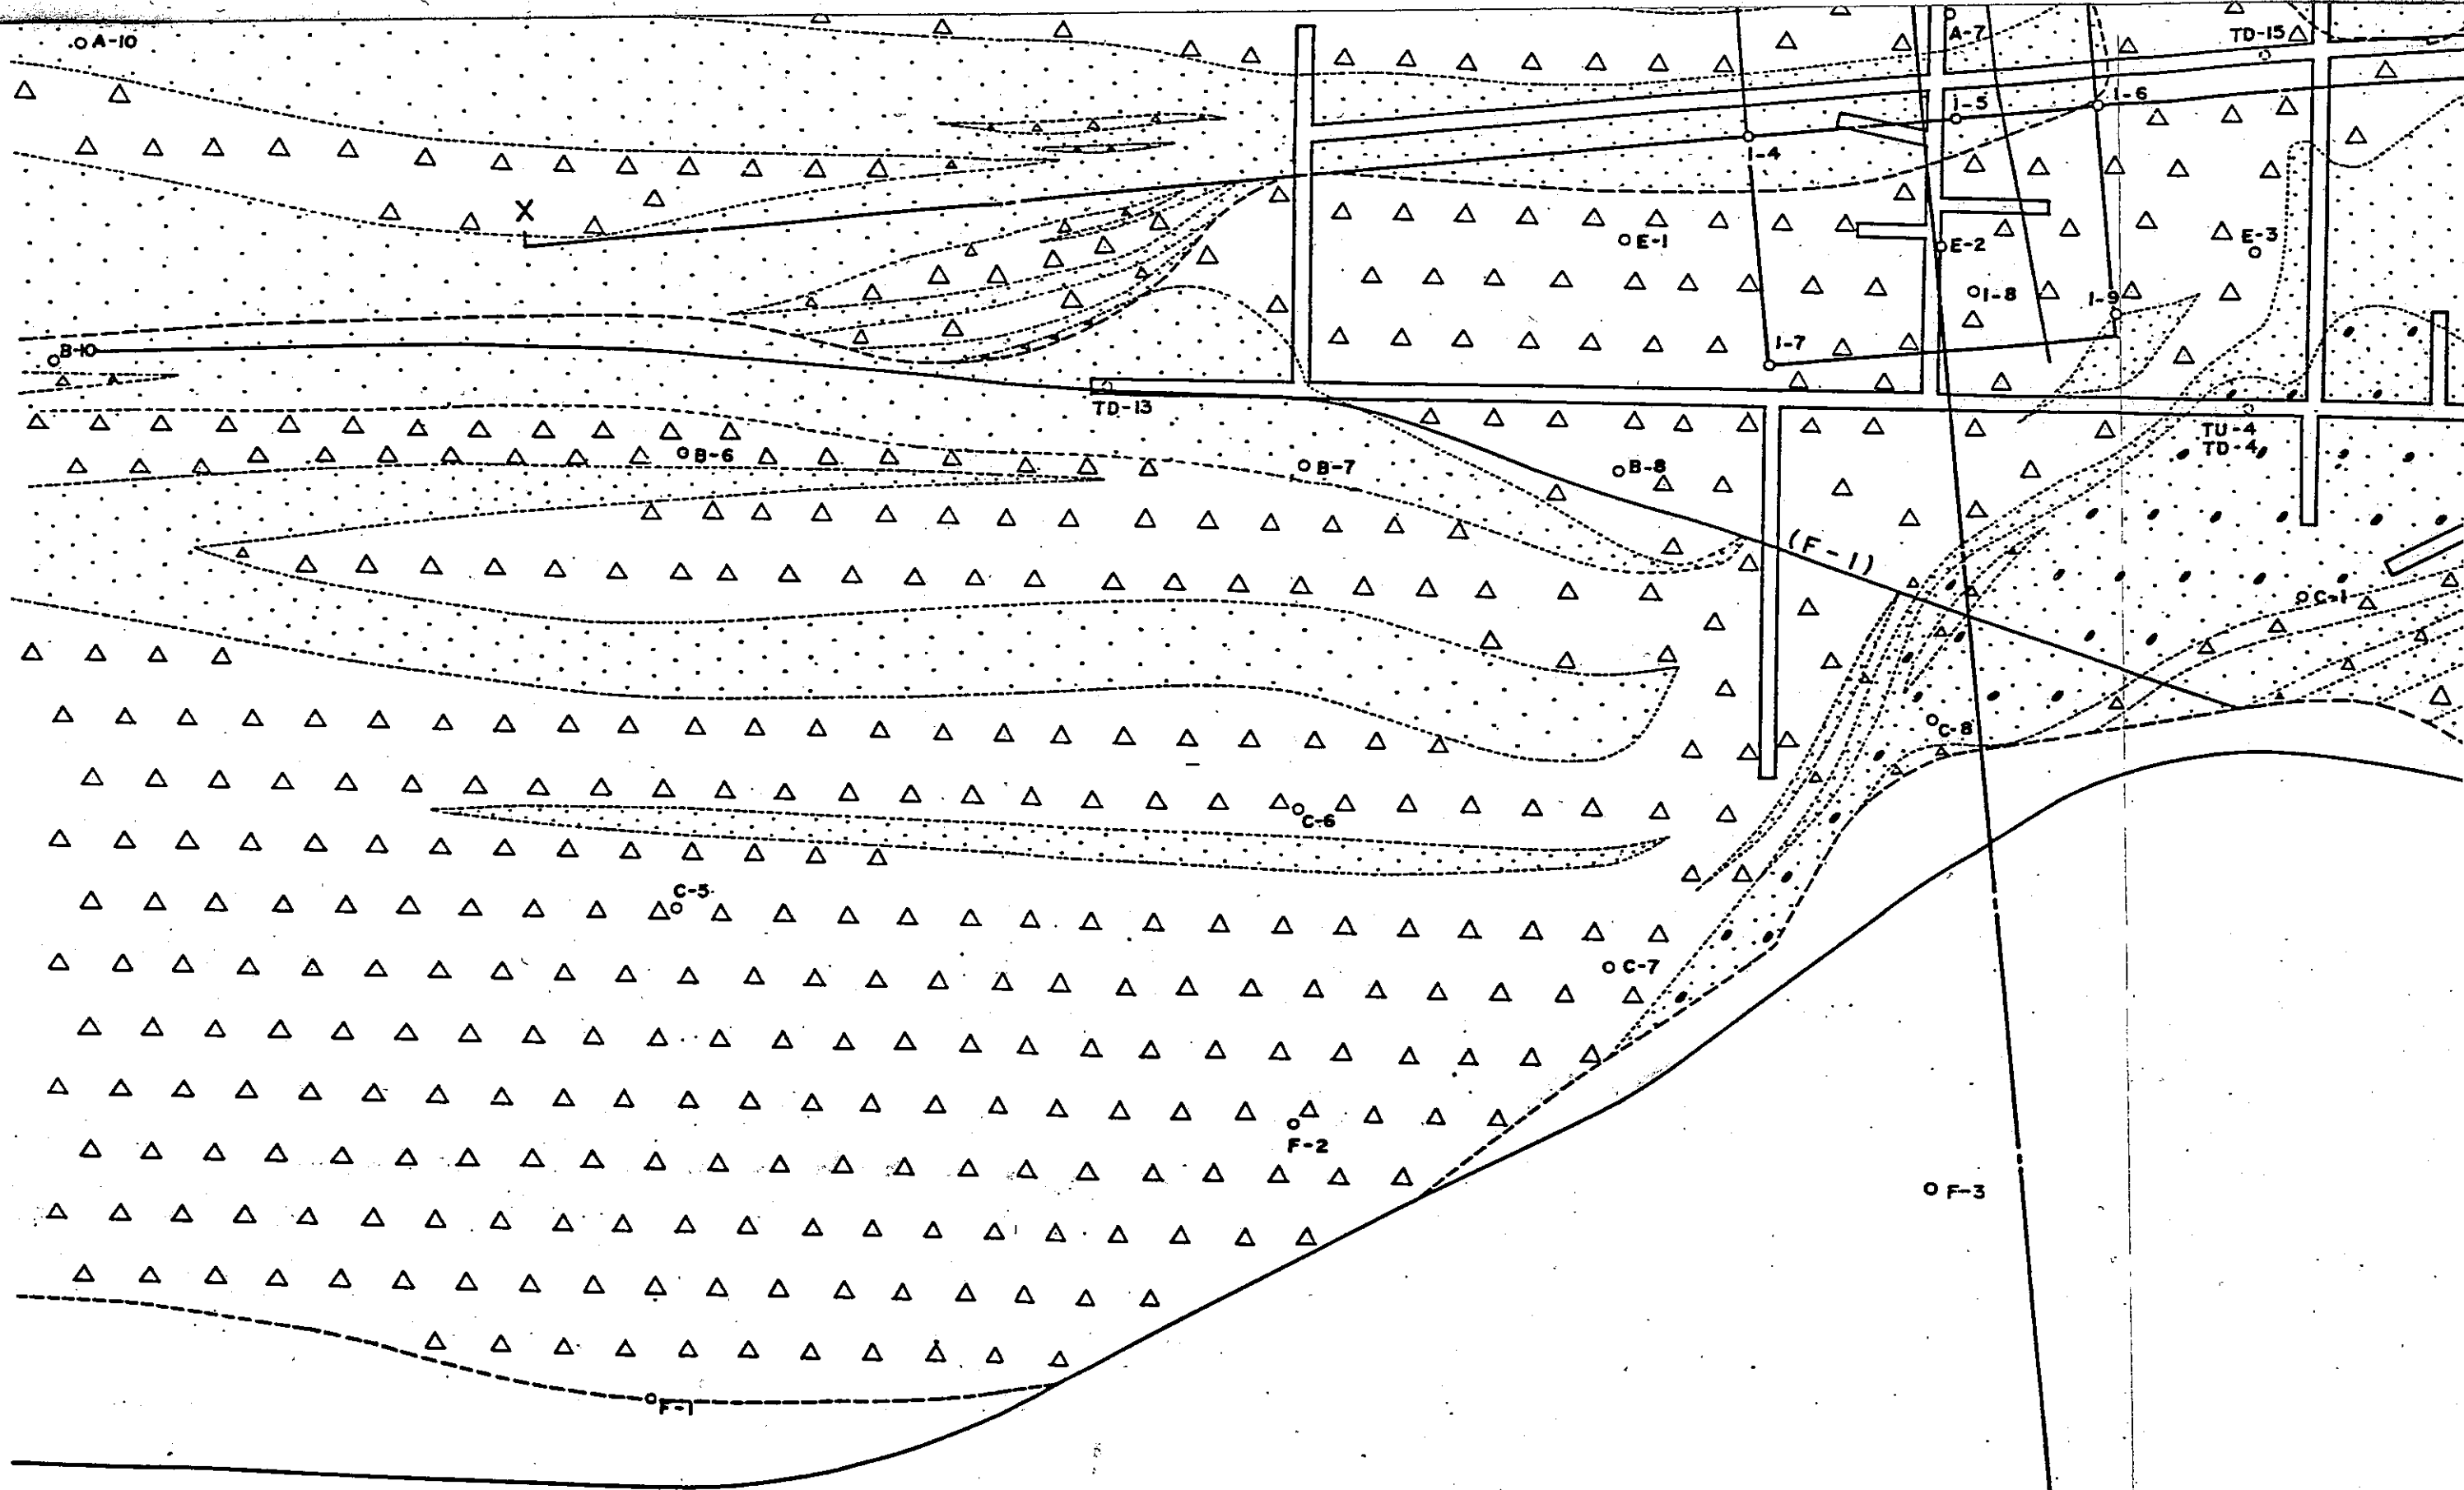 A-10
A-7
TD-15
I-5
I-6
I-4
X
E-1
E-2
E-3
I-8
I-9
B-10
I-7
TD-13
TU-4
TD-4
B-6
B-7
B-8
(F-1)
C-1
C-8
C-6
C-5
C-7
F-2
F-3
F-1